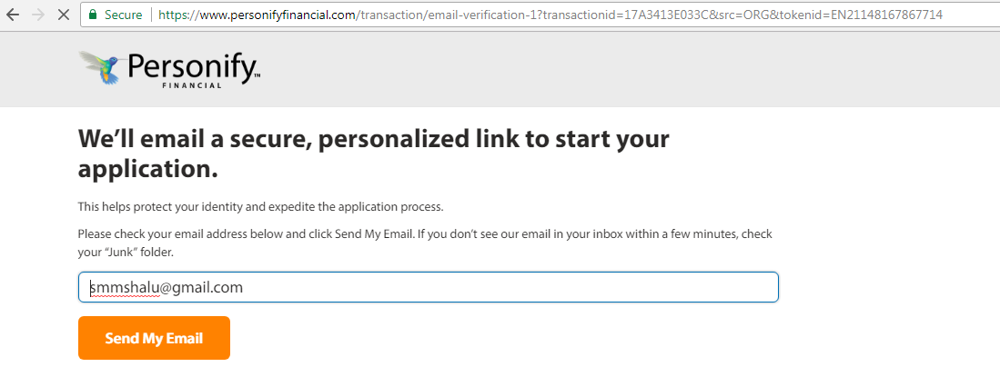 Secure https://www.personifyfinancial.com/transaction/email-verification-1?transactionid=17A3413E033C&src=ORG&tokenid=EN21148167867714
Personify™
FINANCIAL
We’ll email a secure, personalized link to start your
application.
This helps protect your identity and expedite the application process.
Please check your email address below and click Send My Email. If you don’t see our email in your inbox within a few minutes, check
your “Junk” folder.
smmshalu@gmail.com
Send My Email